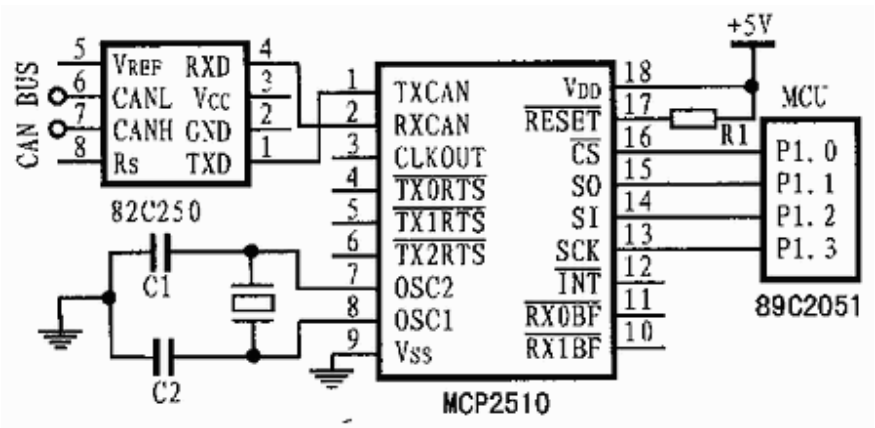 +5V
5 VREF RXD 4
6 CANL VCC 3
7 CANH GND 2
8 RS TXD 1
CAN BUS
82C250
1 TXCAN VDD 18
2 RXCAN RESET 17
3 CLKOUT CS 16
4 TX0RTS SO 15
5 TX1RTS SI 14
6 TX2RTS SCK 13
7 OSC2 INT 12
8 OSC1 RX0BF 11
9 VSS RX1BF 10
MCP2510
R1
MCU
P1.0
P1.1
P1.2
P1.3
89C2051
C1
C2